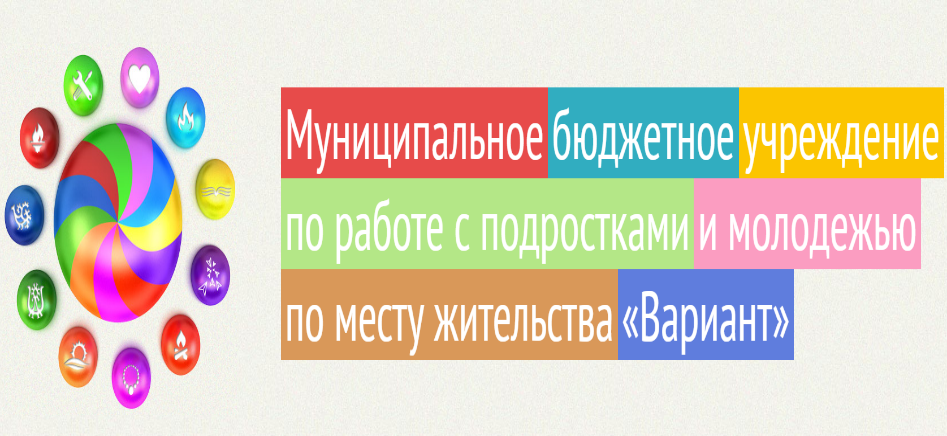 Муниципальное бюджетное учреждение
по работе с подростками и молодежью
по месту жительства «Вариант»